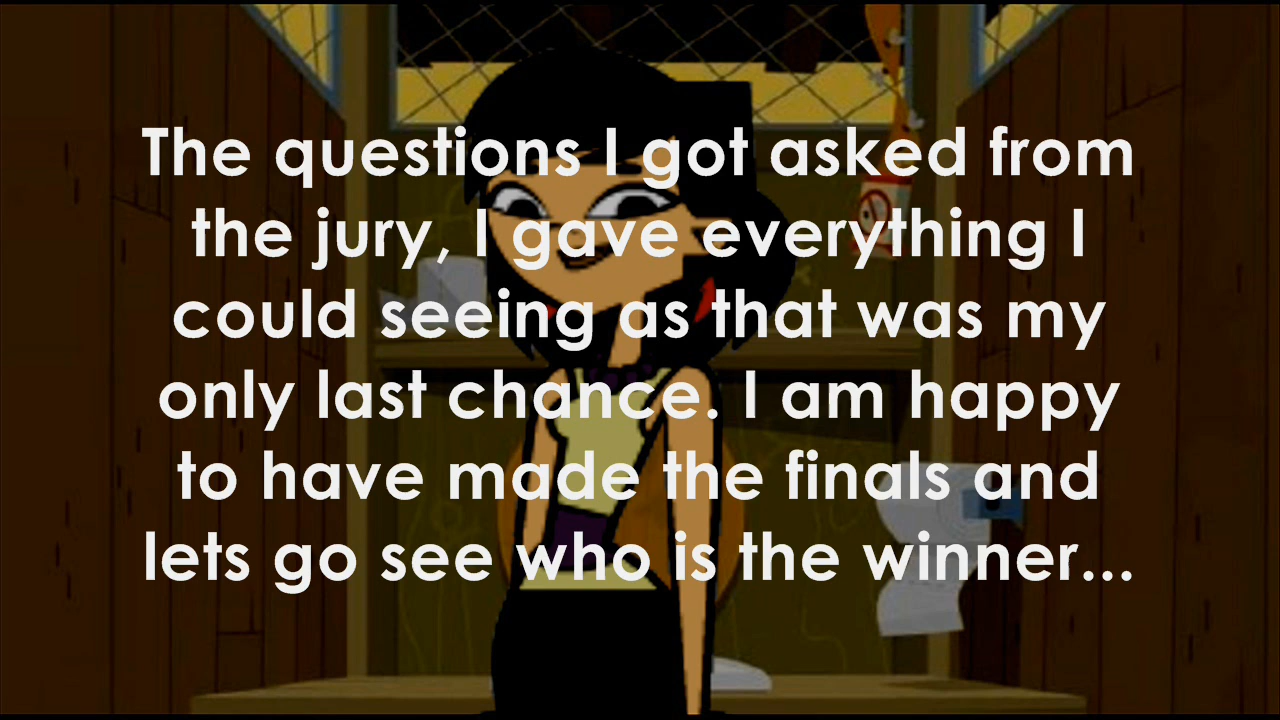 The questions I got asked from
the jury, I gave everything I
could seeing as that was my
only last chance. I am happy
to have made the finals and
lets go see who is the winner...